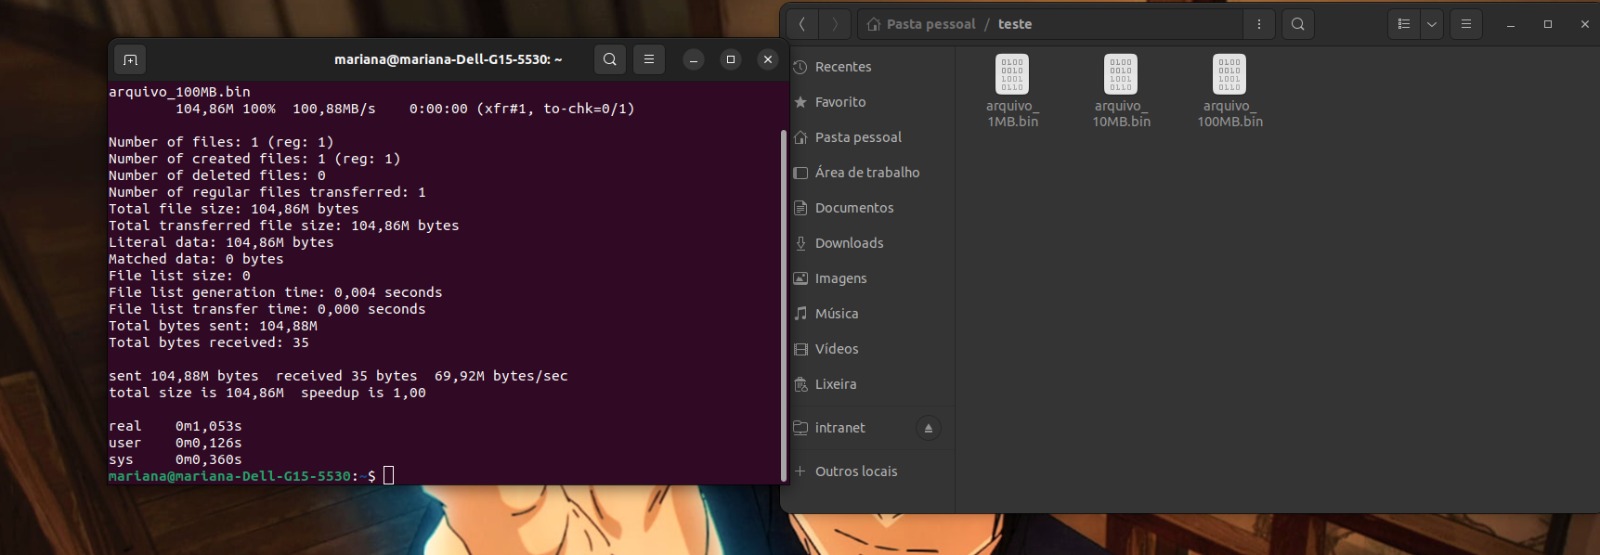 mariana@mariana-Dell-G15-5530: ~
arquivo_100MB.bin
104,86M 100%  100,88MB/s    0:00:00 (xfr#1, to-chk=0/1)
Number of files: 1 (reg: 1)
Number of created files: 1 (reg: 1)
Number of deleted files: 0
Number of regular files transferred: 1
Total file size: 104,86M bytes
Total transferred file size: 104,86M bytes
Literal data: 104,86M bytes
Matched data: 0 bytes
File list size: 0
File list generation time: 0,004 seconds
File list transfer time: 0,000 seconds
Total bytes sent: 104,88M
Total bytes received: 35
sent 104,88M bytes  received 35 bytes  69,92M bytes/sec
total size is 104,86M  speedup is 1,00
real    0m1,053s
user    0m0,126s
sys     0m0,360s
mariana@mariana-Dell-G15-5530:~$
Pasta pessoal / teste
Recentes
Favorito
Pasta pessoal
Área de trabalho
Documentos
Downloads
Imagens
Música
Vídeos
Lixeira
intranet
Outros locais
arquivo_
1MB.bin
arquivo_
10MB.bin
arquivo_
100MB.bin